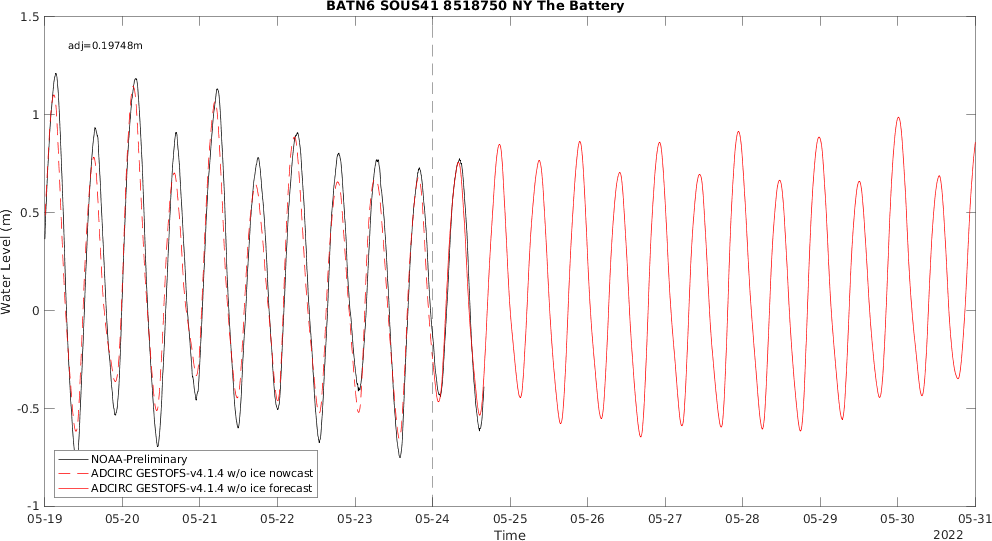 BATN6 SOUS41 8518750 NY The Battery
adj=0.19748m
1.5
1
0.5
0
-0.5
-1
Water Level (m)
NOAA-Preliminary
ADCIRC GESTOFS-v4.1.4 w/o ice nowcast
ADCIRC GESTOFS-v4.1.4 w/o ice forecast
05-19 05-20 05-21 05-22 05-23 05-24 05-25 05-26 05-27 05-28 05-29 05-30 05-31
Time
2022